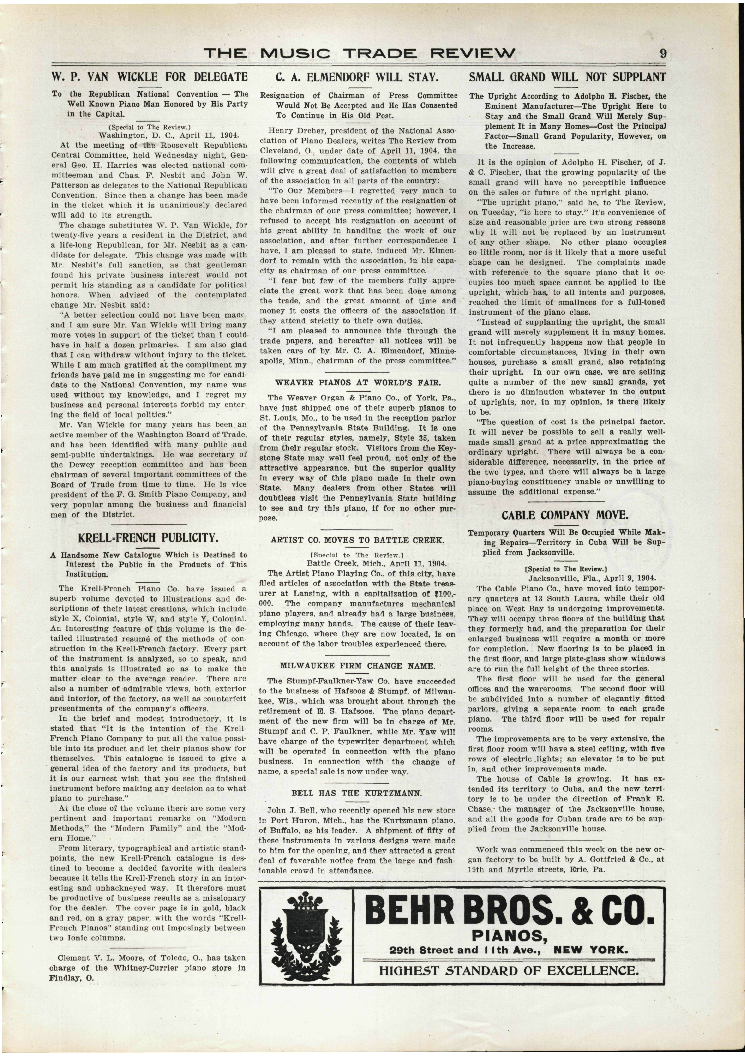 THE MUSIC TRADE REVIEW 9
W. P. VAN WICKLE FOR DELEGATE
To the Republican National Convention — The
Well Known Piano Man Honored by His Party
in the Capital.
(Special to The Review.)
Washington, D. C., April 11, 1904.
At the meeting of the Roosevelt Republican
Central Committee, held Wednesday night, Gen-
eral Geo. H. Harries was elected national com-
mitteeman and Chas. F. Nesbit and John W.
Patterson as delegates to the National Republican
Convention. Since then a change has been made
in the ticket which it is unanimously declared
will add to its strength.
The change substitutes W. P. Van Wickle, for
twenty-five years a resident in the District, and
a life-long Republican, for Mr. Nesbit as a can-
didate for delegate. This change was made with
Mr. Nesbit's full sanction, as that gentleman
found his private business interest would not
permit his standing as a candidate for political
honors. When advised of the contemplated
change Mr. Nesbit said:
"A better selection could not have been made
and I am sure Mr. Van Wickle will bring many
more votes in support of the ticket than I could
have in half a dozen primaries. I am also glad
that I can withdraw without injury to the ticket.
While I am much gratified at the compliment my
friends have paid me in suggesting me for candi-
date to the National Convention, my name was
used without my knowledge, and I regret my
business and personal interests forbid my enter-
ing the field of local politics."
Mr. Van Wickle for many years has been an
active member of the Washington Board of Trade,
and has been identified with many public and
semi-public undertakings. He was secretary of
the Dewey reception committee and has been
chairman of several important committees of the
Board of Trade from time to time. He is vice
president of the F. G. Smith Piano Company, and
very popular among the business and financial
men of the District.
KRELL-FRENCH PUBLICITY.
A Handsome New Catalogue Which is Destined to
Interest the Public in the Products of This
Institution.
The Krell-French Piano Co. have issued a
superb volume devoted to illustrations and de-
scriptions of their latest creations, which include
style X, Colonial, style W, and style Y, Colonial.
An interesting feature of this volume is the de-
tailed illustrated resumé of the methods of con-
struction in the Krell-French factory. Every part
of the instrument is analyzed, so to speak, and
this analysis is illustrated so as to make the
matter clear to the average reader. There are
also a number of admirable views, both exterior
and interior, of the factory, as well as counterfeit
presentments of the company's officers.
In the brief and modest introductory, it is
stated that "It is the intention of the Krell-
French Piano Company to put all the value possi-
ble into its product and let their pianos show for
themselves. This catalogue is issued to give a
general idea of the factory and its products, but
it is our earnest wish that you see the finished
instrument before making any decision as to what
piano to purchase."
At the close of the volume there are some very
pertinent and important remarks on "Modern
Methods," the "Modern Family" and the "Mod-
ern Home."
From literary, typographical and artistic stand-
points, the new Krell-French catalogue is des-
tined to become a decided favorite with dealers
because it tells the Krell-French story in an inter-
esting and unhackneyed way. It therefore must
be productive of business results as a missionary
for the dealer. The cover page is in gold, black
and red, on a gray paper, with the words "Krell-
French Pianos" standing out imposingly between
two Ionic columns.
Clement V. L. Moore, of Toledo, O., has taken
charge of the Whitney-Currier piano store in
Findlay, O.
C. A. ELMENDORF WILL STAY.
Resignation of Chairman of Press Committee
Would Not Be Accepted and He Has Consented
To Continue in His Old Post.
Henry Dreher, president of the National Asso-
ciation of Piano Dealers, writes The Review from
Cleveland, O., under date of April 11, 1904, the
following communication, the contents of which
will give a great deal of satisfaction to members
of the association in all parts of the country:
"To Our Members—I regretted very much to
have been informed recently of the resignation of
the chairman of our press committee; however, I
refused to accept his resignation on account of
his great ability in handling the work of our
association, and after further correspondence I
have, I am pleased to state, induced Mr. Elmen-
dorf to remain with the association, in his capa-
city as chairman of our press committee.
"I fear but few of the members fully appre-
ciate the great work that has been done among
the trade, and the great amount of time and
money it costs the officers of the association if
they attend strictly to their own duties.
"I am pleased to announce this through the
trade papers, and hereafter all notices will be
taken care of by Mr. C. A. Elmendorf, Minne-
apolis, Minn., chairman of the press committee."
WEAVER PIANOS AT WORLD'S FAIR.
The Weaver Organ & Piano Co., of York, Pa.,
have just shipped one of their superb pianos to
St. Louis, Mo., to be used in the reception parlor
of the Pennsylvania State Building. It is one
of their regular styles, namely, Style 35, taken
from their regular stock. Visitors from the Key-
stone State may well feel proud, not only of the
attractive appearance, but the superior quality
in every way of this piano made in their own
State. Many dealers from other States will
doubtless visit the Pennsylvania State building
to see and try this piano, if for no other pur-
pose.
ARTIST CO. MOVES TO BATTLE CREEK.
(Special to The Review.)
Battle Creek, Mich., April 11, 1904.
The Artist Piano Playing Co., of this city, have
filed articles of association with the State treas-
urer at Lansing, with a capitalization of $100,-
000. The company manufactures mechanical
piano players, and already had a large business,
employing many hands. The cause of their leav-
ing Chicago, where they are now located, is on
account of the labor troubles experienced there.
MILWAUKEE FIRM CHANGE NAME.
The Stumpf-Faulkner-Yaw Co. have succeeded
to the business of Hafsoos & Stumpf, of Milwau-
kee, Wis., which was brought about through the
retirement of E. S. Hafsoos. The piano depart-
ment of the new firm will be in charge of Mr.
Stumpf and C. P. Faulkner, while Mr. Yaw will
have charge of the typewriter department which
will be operated in connection with the piano
business. In connection with the change of
name, a special sale is now under way.
BELL HAS THE KURTZMANN.
John J. Bell, who recently opened his new store
in Port Huron, Mich., has the Kurtzmann piano,
of Buffalo, as his leader. A shipment of fifty of
these instruments in various designs were made
to him for the opening, and they attracted a great
deal of favorable notice from the large and fash-
ionable crowd in attendance.
SMALL GRAND WILL NOT SUPPLANT
The Upright According to Adolpho H. Fischer, the
Eminent Manufacturer—The Upright Here to
Stay and the Small Grand Will Merely Sup-
plement It in Many Homes—Cost the Principal
Factor—Small Grand Popularity, However, on
the Increase.
It is the opinion of Adolpho H. Fischer, of J.
& C. Fischer, that the growing popularity of the
small grand will have no perceptible influence
on the sales or future of the upright piano.
"The upright piano," said he, to The Review,
on Tuesday, "is here to stay." It's convenience of
size and reasonable price are two strong reasons
why it will not be replaced by an instrument
of any other shape. No other piano occupies
so little room, nor is it likely that a more useful
shape can be designed. The complaints made
with reference to the square piano that it oc-
cupies too much space cannot be applied to the
upright, which has, to all intents and purposes,
reached the limit of smallness for a full-toned
instrument of the piano class.
"Instead of supplanting the upright, the small
grand will merely supplement it in many homes.
It not infrequently happens now that people in
comfortable circumstances, living in their own
houses, purchase a small grand, also retaining
their upright. In our own case, we are selling
quite a number of the new small grands, yet
there is no diminution whatever in the output
of uprights, nor, in my opinion, is there likely
to be.
"The question of cost is the principal factor.
It will never be possible to sell a really well-
made small grand at a price approximating the
ordinary upright. There will always be a con-
siderable difference, necessarily, in the price of
the two types, and there will always be a large
piano-buying constituency unable or unwilling to
assume the additional expense."
CABLE COMPANY MOVE.
Temporary Quarters Will Be Occupied While Mak-
ing Repairs—Territory in Cuba Will be Sup-
plied from Jacksonville.
(Special to The Review.)
Jacksonville, Fla., April 9, 1904.
The Cable Piano Co., have moved into tempor-
ary quarters at 13 South Laura, while their old
place on West Bay is undergoing improvements.
They will occupy three floors of the building that
they formerly had, and the preparation for their
enlarged business will require a month or more
for completion. New flooring is to be placed in
the first floor, and large plate-glass show windows
are to run the full height of the three stories.
The first floor will be used for the general
offices and the warerooms. The second floor will
be subdivided into a number of elegantly fitted
parlors, giving a separate room to each grade
piano. The third floor will be used for repair
rooms.
The improvements are to be very extensive, the
first floor room will have a steel ceiling, with five
rows of electric lights; an elevator is to be put
in, and other improvements made.
The house of Cable is growing. It has ex-
tended its territory to Cuba, and the new terri-
tory is to be under the direction of Frank E.
Chase, the manager of the Jacksonville house,
and all the goods for Cuban trade are to be sup-
plied from the Jacksonville house.
Work was commenced this week on the new or-
gan factory to be built by A. Gottfried & Co., at
19th and Myrtle streets, Erie, Pa.
BEHR BROS. & CO.
PIANOS,
29th Street and 11th Ave., NEW YORK.
HIGHEST STANDARD OF EXCELLENCE.